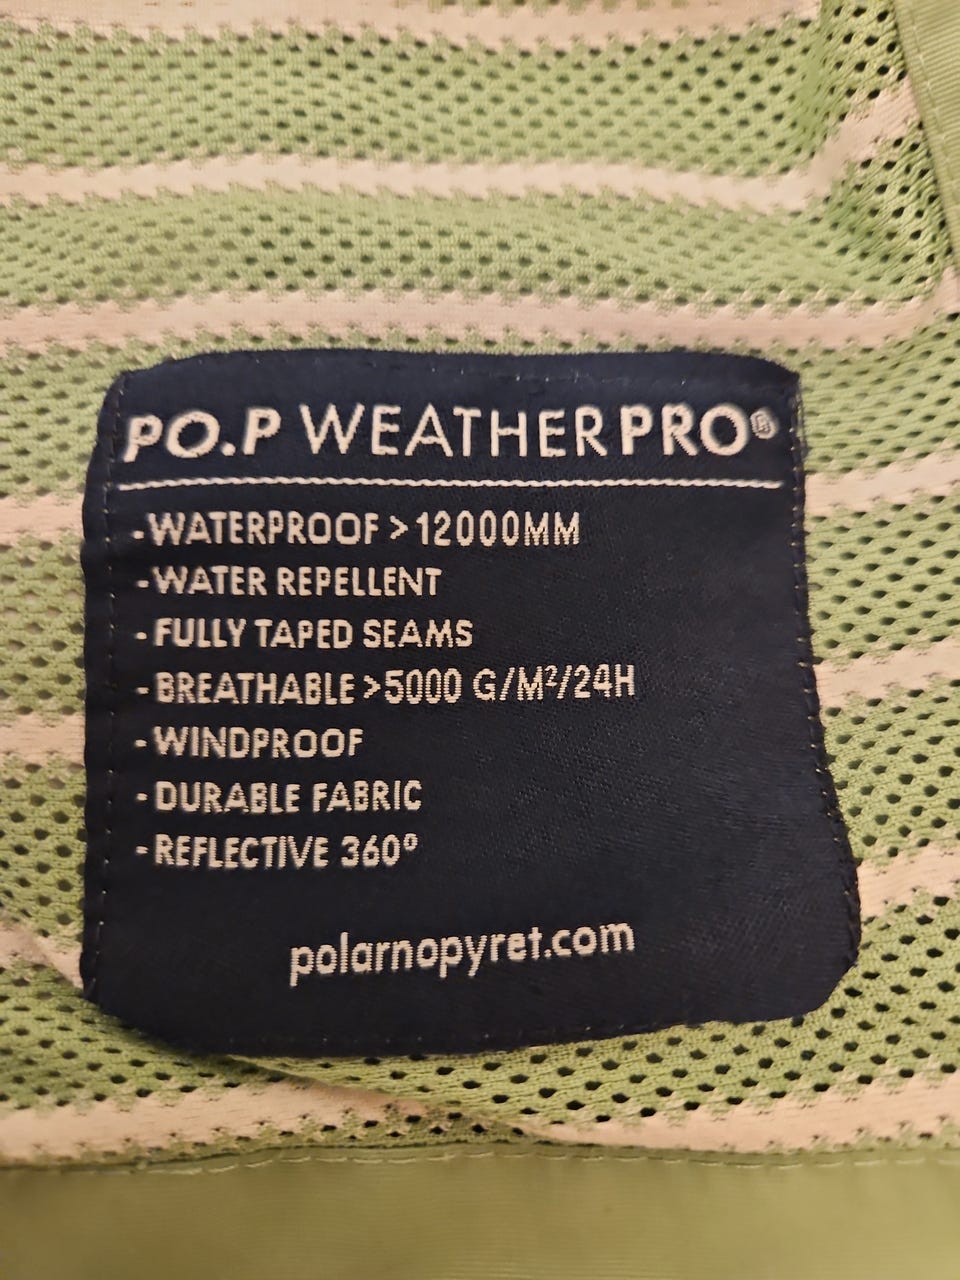 PO.P WEATHERPRO®
-WATERPROOF >12000MM
-WATER REPELLENT
-FULLY TAPED SEAMS
-BREATHABLE >5000 G/M²/24H
-WINDPROOF
-DURABLE FABRIC
-REFLECTIVE 360°
polarnopyret.com